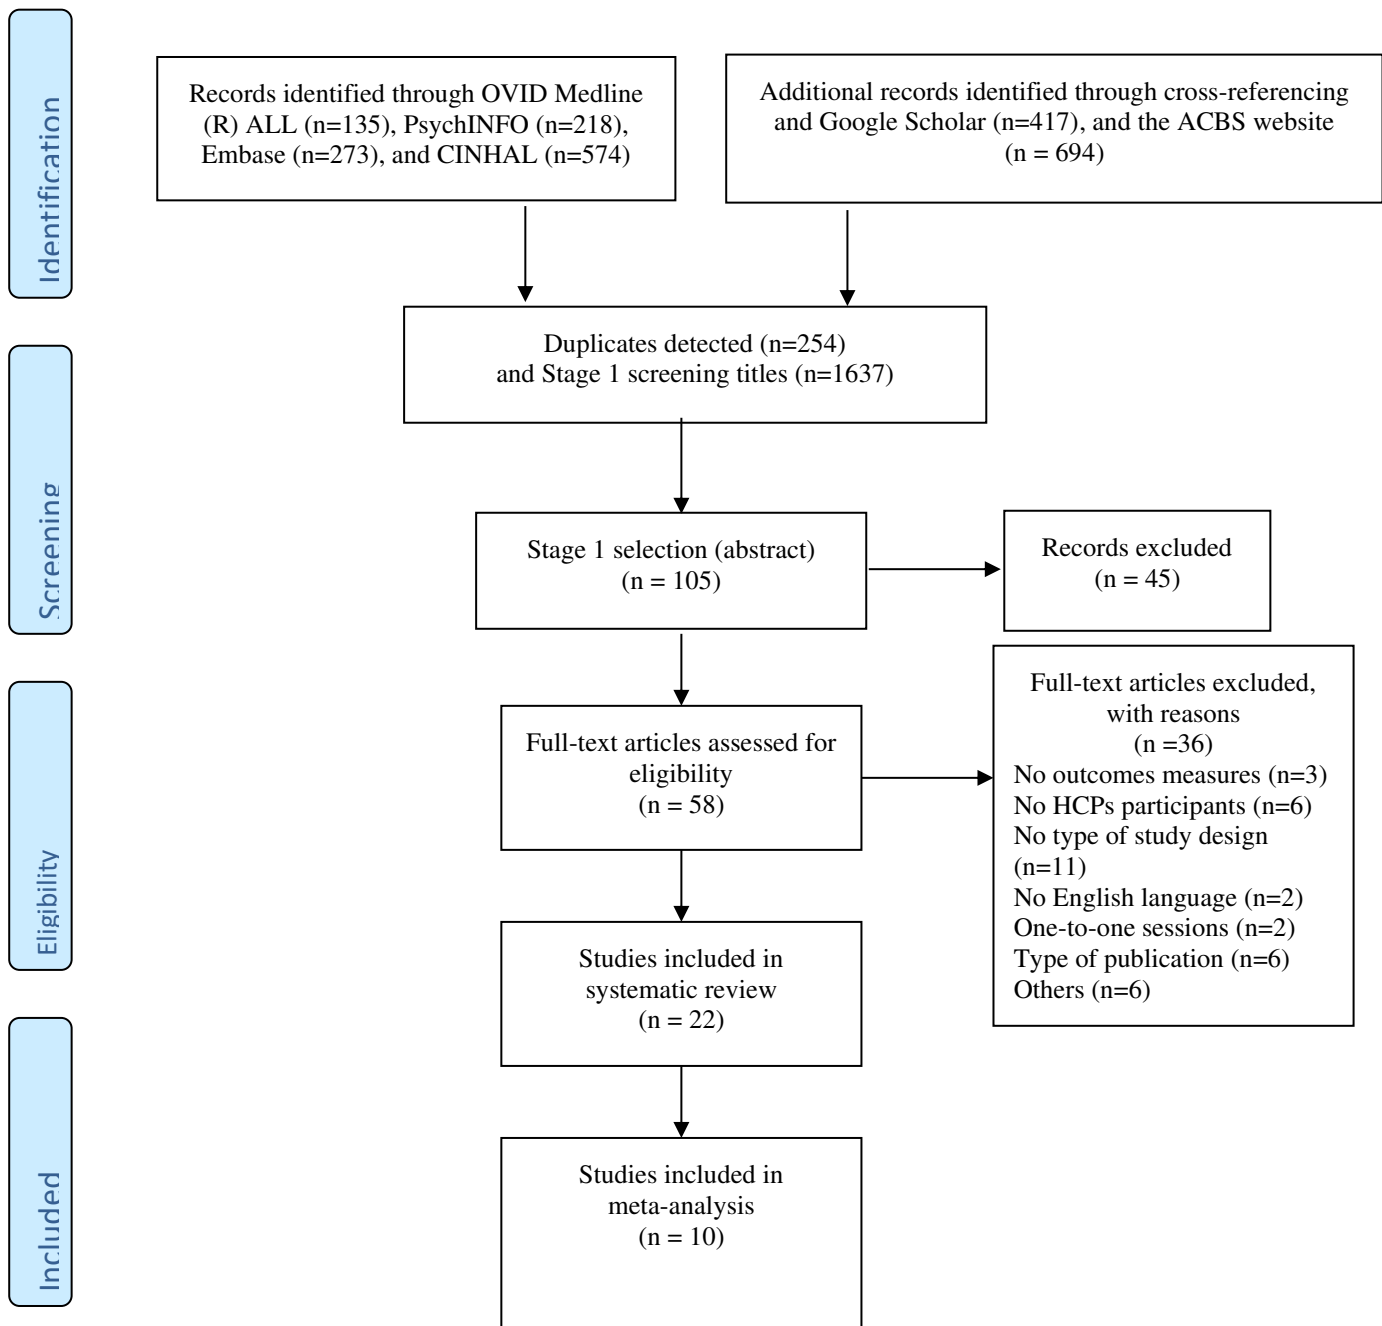 Identification
Records identified through OVID Medline
(R) ALL (n=135), PsychINFO (n=218),
Embase (n=273), and CINHAL (n=574)
Additional records identified through cross-referencing
and Google Scholar (n=417), and the ACBS website
(n = 694)
Duplicates detected (n=254)
and Stage 1 screening titles (n=1637)
Screening
Stage 1 selection (abstract)
(n = 105)
Records excluded
(n = 45)
Eligibility
Full-text articles assessed for
eligibility
(n = 58)
Full-text articles excluded,
with reasons
(n =36)
No outcomes measures (n=3)
No HCPs participants (n=6)
No type of study design
(n=11)
No English language (n=2)
One-to-one sessions (n=2)
Type of publication (n=6)
Others (n=6)
Studies included in
systematic review
(n = 22)
Included
Studies included in
meta-analysis
(n = 10)